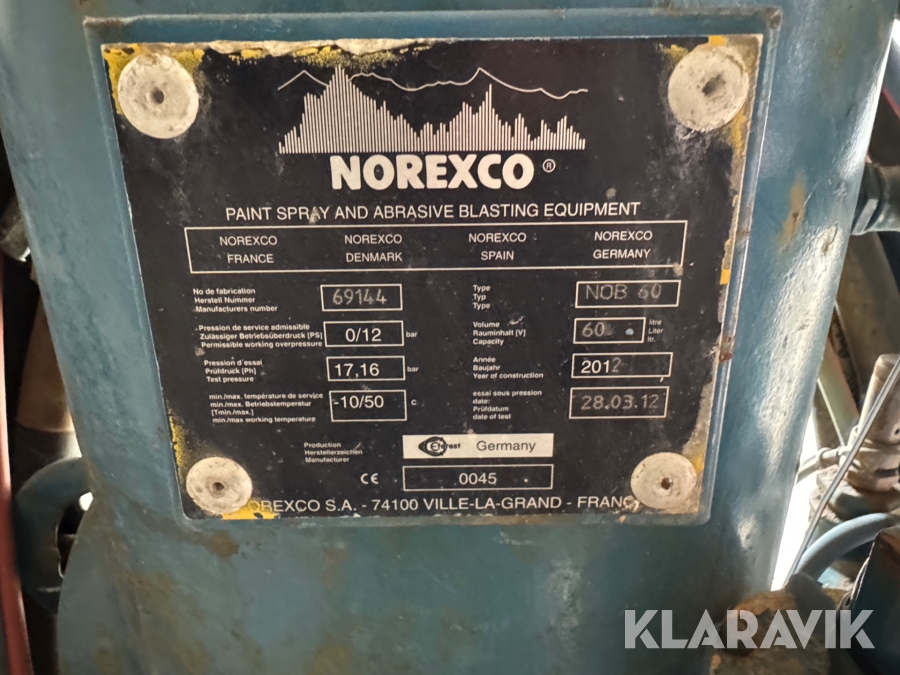 NOREXCO ®
PAINT SPRAY AND ABRASIVE BLASTING EQUIPMENT
NOREXCO FRANCE
NOREXCO DENMARK
NOREXCO SPAIN
NOREXCO GERMANY
No de fabrication
Herstell Nummer
Manufacturers number
69144
Type
Typ
Type
NOB 60
Pression de service admissible
Zulässiger Betriebsüberdruck [PS]
Permissible working overpressure
0/12 bar
Volume
Rauminhalt [V]
Capacity
60
litre
Liter
ltr.
Pression d'essai
Prüfdruck [Ph]
Test pressure
17,16 bar
Année
Baujahr
Year of construction
2012
min./max. température de service
min./max. Betriebstemperatur
[Tmin./max.]
min./max working temperature
-10/50 C
essai sous pression
date:
Prüfdatum
date of test
28.03.12
Production
Herstellerzeichen
Manufacturer
Germany
CE 0045
NOREXCO S.A. - 74100 VILLE-LA-GRAND - FRANC
KLARAVIK